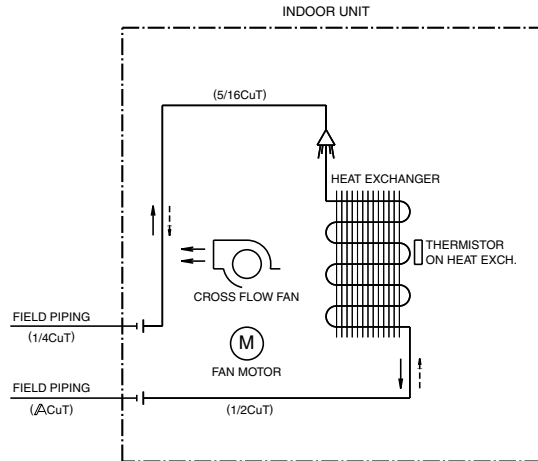 INDOOR UNIT
(5/16CuT)
HEAT EXCHANGER
THERMISTOR
ON HEAT EXCH.
CROSS FLOW FAN
FIELD PIPING
(1/4CuT)
M
FAN MOTOR
FIELD PIPING
(ACuT)
(1/2CuT)